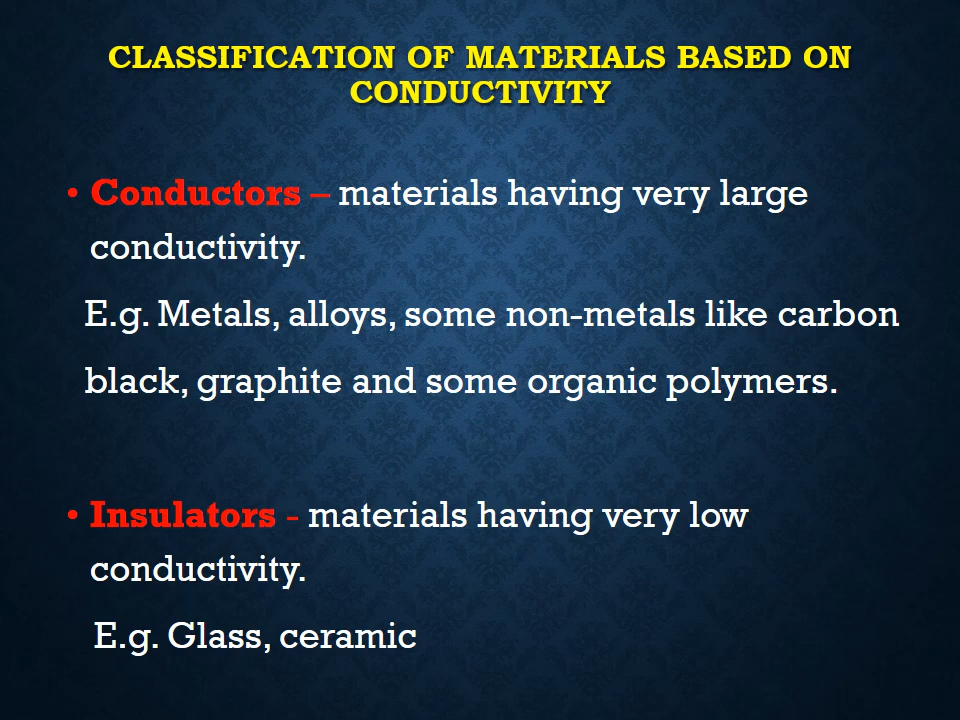 CLASSIFICATION OF MATERIALS BASED ON
CONDUCTIVITY
• Conductors – materials having very large
conductivity.
E.g. Metals, alloys, some non-metals like carbon
black, graphite and some organic polymers.
• Insulators - materials having very low
conductivity.
E.g. Glass, ceramic